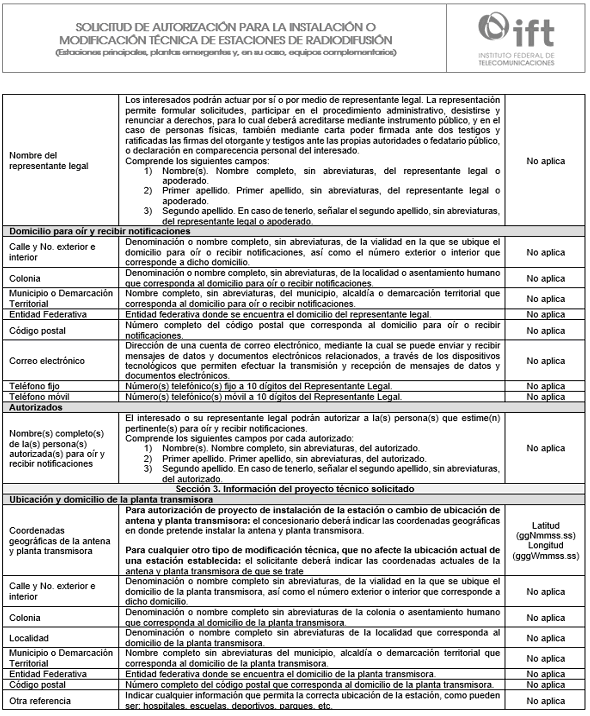 SOLICITUD DE AUTORIZACIÓN PARA LA INSTALACIÓN O
MODIFICACIÓN TÉCNICA DE ESTACIONES DE RADIODIFUSIÓN
(Estaciones principales, plantas emergentes y, en su caso, equipos complementarios)
ift
INSTITUTO FEDERAL DE
TELECOMUNICACIONES
Nombre del
representante legal
Los interesados podrán actuar por sí o por medio de representante legal. La representación
permite formular solicitudes, participar en el procedimiento administrativo, desistirse y
renunciar a derechos, para lo cual deberá acreditarse mediante instrumento público, y en el
caso de personas físicas, también mediante carta poder firmada ante dos testigos y
ratificadas las firmas del otorgante y testigos ante las propias autoridades o fedatario público,
o declaración en comparecencia personal del interesado.
Comprende los siguientes campos:
1) Nombre(s). Nombre completo, sin abreviaturas, del representante legal o
apoderado.
2) Primer apellido. Primer apellido, sin abreviaturas, del representante legal o
apoderado.
3) Segundo apellido. En caso de tenerlo, señalar el segundo apellido, sin abreviaturas,
del representante legal o apoderado.
No aplica
Domicilio para oír y recibir notificaciones
Calle y No. exterior e
interior
Denominación o nombre completo, sin abreviaturas, de la vialidad en la que se ubique el
domicilio para oír o recibir notificaciones, así como el número exterior o interior que
corresponde a dicho domicilio.
No aplica
Colonia
Denominación o nombre completo, sin abreviaturas, de la localidad o asentamiento humano
que corresponda al domicilio para oír o recibir notificaciones.
No aplica
Municipio o Demarcación
Territorial
Nombre completo, sin abreviaturas, del municipio, alcaldía o demarcación territorial que
corresponda al domicilio para oír o recibir notificaciones.
No aplica
Entidad Federativa
Entidad federativa donde se encuentra el domicilio del representante legal.
No aplica
Código postal
Número completo del código postal que corresponda al domicilio para oír o recibir
notificaciones.
No aplica
Correo electrónico
Dirección de una cuenta de correo electrónico, mediante la cual se puede enviar y recibir
mensajes de datos y documentos electrónicos relacionados, a través de los dispositivos
tecnológicos que permiten efectuar la transmisión y recepción de mensajes de datos y
documentos electrónicos.
No aplica
Teléfono fijo
Número(s) telefónico(s) fijo a 10 dígitos del Representante Legal.
No aplica
Teléfono móvil
Número(s) telefónico(s) móvil a 10 dígitos del Representante Legal.
No aplica
Autorizados
Nombre(s) completo(s)
de la(s) persona(s)
autorizada(s) para oír y
recibir notificaciones
El interesado o su representante legal podrán autorizar a la(s) persona(s) que estime(n)
pertinente(s) para oír y recibir notificaciones.
Comprende los siguientes campos por cada autorizado:
1) Nombre(s). Nombre completo, sin abreviaturas, del autorizado.
2) Primer apellido. Primer apellido, sin abreviaturas, del autorizado.
3) Segundo apellido. En caso de tenerlo, señalar el segundo apellido, sin abreviaturas,
del autorizado.
No aplica
Sección 3. Información del proyecto técnico solicitado
Ubicación y domicilio de la planta transmisora
Coordenadas
geográficas de la antena
y planta transmisora
Para autorización de proyecto de instalación de la estación o cambio de ubicación de
antena y planta transmisora: el concesionario deberá indicar las coordenadas geográficas
en donde pretende instalar la antena y planta transmisora.
Para cualquier otro tipo de modificación técnica, que no afecte la ubicación actual de
una estación establecida: el solicitante deberá indicar las coordenadas actuales de la
antena y planta transmisora de que se trate
Latitud
(ggNmmss.ss)
Longitud
(gggWmmss.ss)
Calle y No. exterior e
interior
Denominación o nombre completo sin abreviaturas, de la vialidad en la que se ubique el
domicilio de la planta transmisora, así como el número exterior o interior que corresponde a
dicho domicilio.
No aplica
Colonia
Denominación o nombre completo sin abreviaturas de la colonia o asentamiento humano
que corresponda al domicilio de la planta transmisora.
No aplica
Localidad
Denominación o nombre completo sin abreviaturas de la localidad que corresponda al
domicilio de la planta transmisora.
No aplica
Municipio o Demarcación
Territorial
Nombre completo sin abreviaturas del municipio, alcaldía o demarcación territorial que
corresponda al domicilio de la planta transmisora.
No aplica
Entidad Federativa
Entidad federativa donde se encuentra el domicilio de la planta transmisora.
No aplica
Código postal
Número completo del código postal que corresponda al domicilio de la planta transmisora.
No aplica
Otra referencia
Indicar cualquier información que permita la correcta ubicación de la estación, como pueden
ser: hospitales, escuelas, deportivos, parques, etc.
No aplica